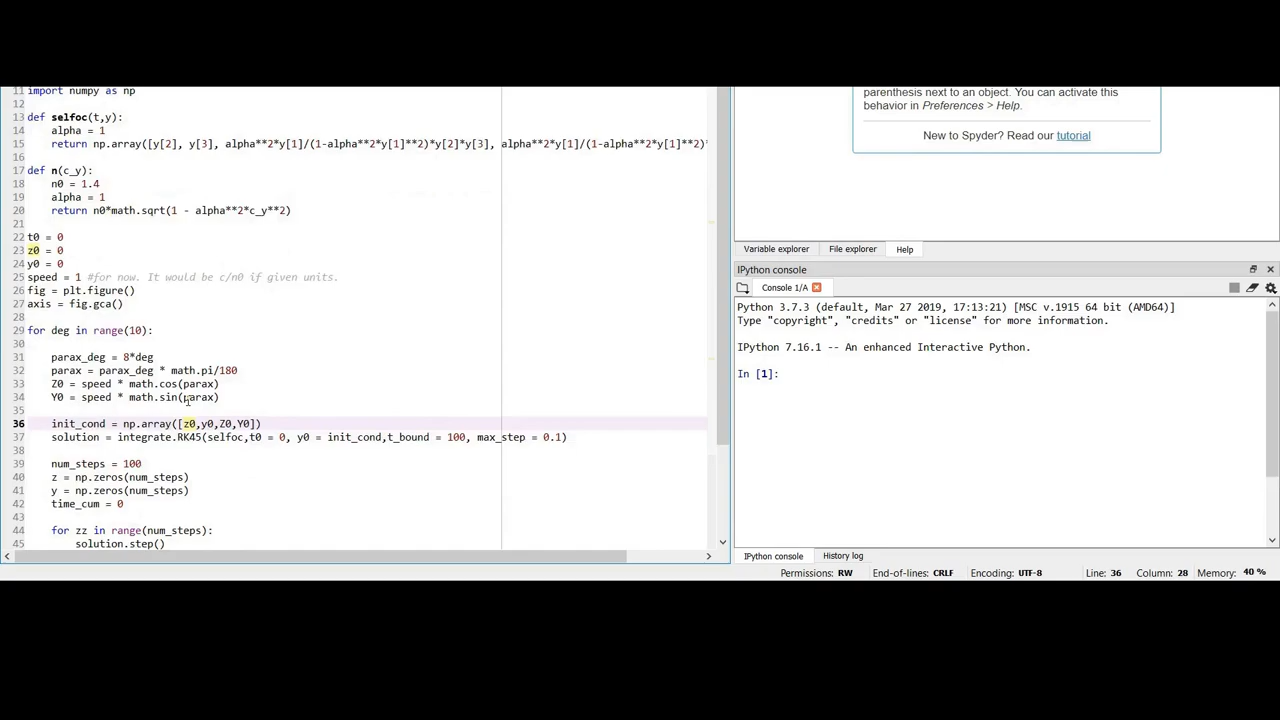 11 import numpy as np
12
13 def selfoc(t,y):
14 alpha = 1
15 return np.array([y[2], y[3], alpha**2*y[1]/(1-alpha**2*y[1]**2)*y[2]*y[3], alpha**2*y[1]/(1-alpha**2*y[1]**2)*
16
17 def n(c_y):
18 n0 = 1.4
19 alpha = 1
20 return n0*math.sqrt(1 - alpha**2*c_y**2)
21
22 t0 = 0
23 z0 = 0
24 y0 = 0
25 speed = 1 #for now. It would be c/n0 if given units.
26 fig = plt.figure()
27 axis = fig.gca()
28
29 for deg in range(10):
30
31 parax_deg = 8*deg
32 parax = parax_deg * math.pi/180
33 Z0 = speed * math.cos(parax)
34 Y0 = speed * math.sin(parax)
35
36 init_cond = np.array([z0,y0,Z0,Y0])
37 solution = integrate.RK45(selfoc,t0 = 0, y0 = init_cond,t_bound = 100, max_step = 0.1)
38
39 num_steps = 100
40 z = np.zeros(num_steps)
41 y = np.zeros(num_steps)
42 time_cum = 0
43
44 for zz in range(num_steps):
45 solution.step()
parenthesis next to an object. You can activate this
behavior in Preferences > Help.
New to Spyder? Read our tutorial
Variable explorer File explorer Help
IPython console
Console 1/A
Python 3.7.3 (default, Mar 27 2019, 17:13:21) [MSC v.1915 64 bit (AMD64)]
Type "copyright", "credits" or "license" for more information.
IPython 7.16.1 -- An enhanced Interactive Python.
In [1]:
IPython console History log
Permissions: RW End-of-lines: CRLF Encoding: UTF-8 Line: 36 Column: 28 Memory: 40 %